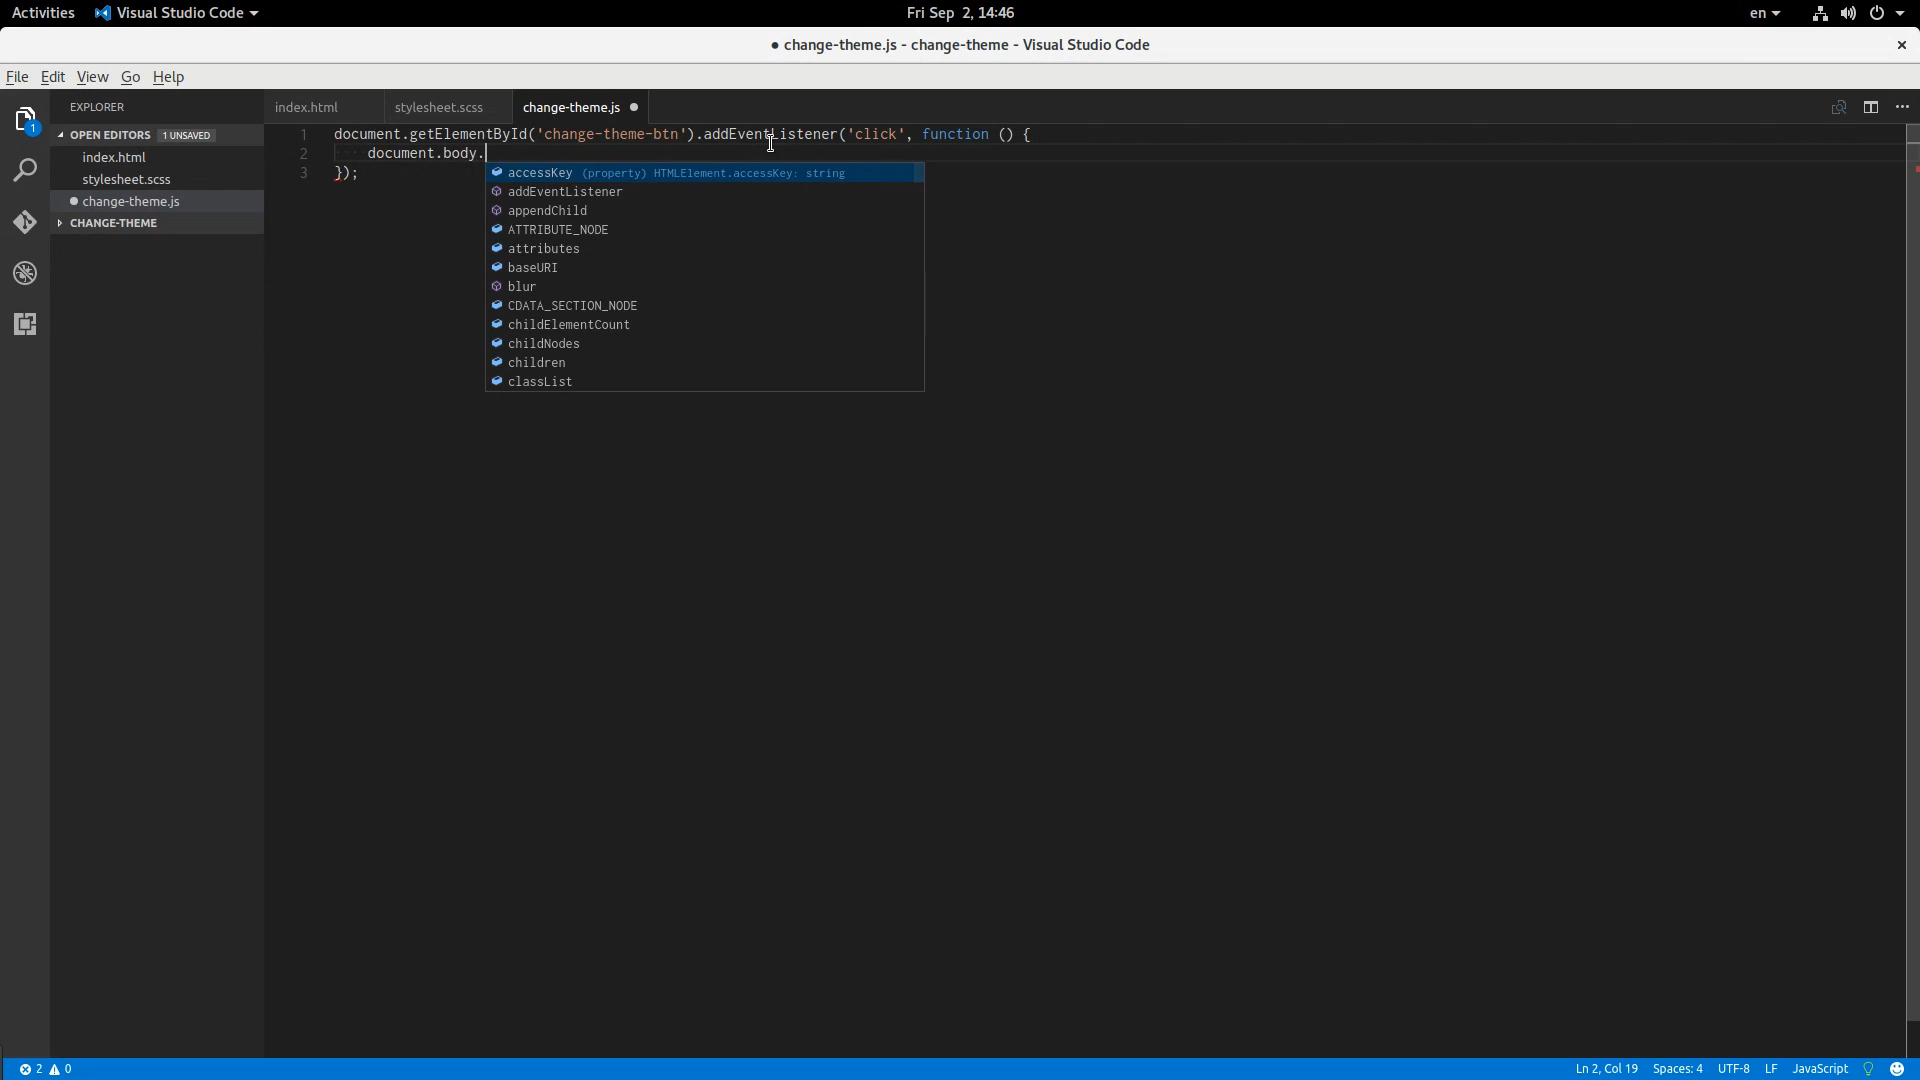 Activities Visual Studio Code Fri Sep 2, 14:46 en
● change-theme.js - change-theme - Visual Studio Code ×
File Edit View Go Help
EXPLORER
OPEN EDITORS 1 UNSAVED
index.html
stylesheet.scss
● change-theme.js
CHANGE-THEME
1
index.html stylesheet.scss change-theme.js ●
1 document.getElementById('change-theme-btn').addEventListener('click', function () {
2 document.body.
3 });
accessKey (property) HTMLElement.accessKey: string
addEventListener
appendChild
ATTRIBUTE_NODE
attributes
baseURI
blur
CDATA_SECTION_NODE
childElementCount
childNodes
children
classList
2 0 Ln 2, Col 19 Spaces: 4 UTF-8 LF JavaScript